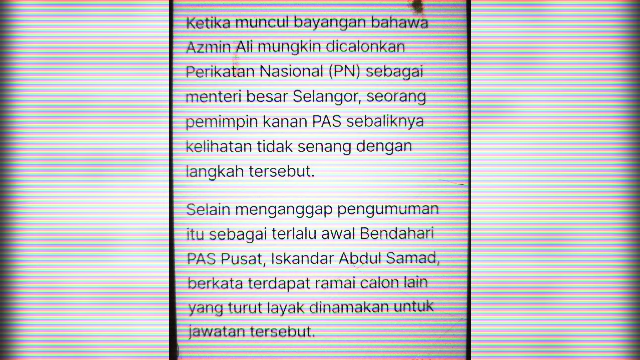 Ketika muncul bayangan bahawa
Azmin Ali mungkin dicalonkan
Perikatan Nasional (PN) sebagai
menteri besar Selangor, seorang
pemimpin kanan PAS sebaliknya
kelihatan tidak senang dengan
langkah tersebut.
Selain menganggap pengumuman
itu sebagai terlalu awal Bendahari
PAS Pusat, Iskandar Abdul Samad,
berkata terdapat ramai calon lain
yang turut layak dinamakan untuk
jawatan tersebut.